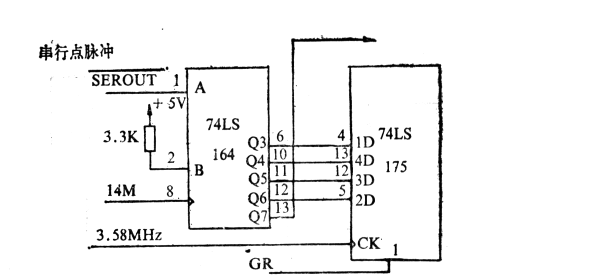 串行点脉冲
SEROUT 1 A
+5V
3.3K
74LS
164
2 B
14M 8
Q3 6 4 1D
Q4 10 13 4D
Q5 11 12 3D
Q6 12 5 2D
Q7 13
74LS
175
3.58MHz CK
GR 1